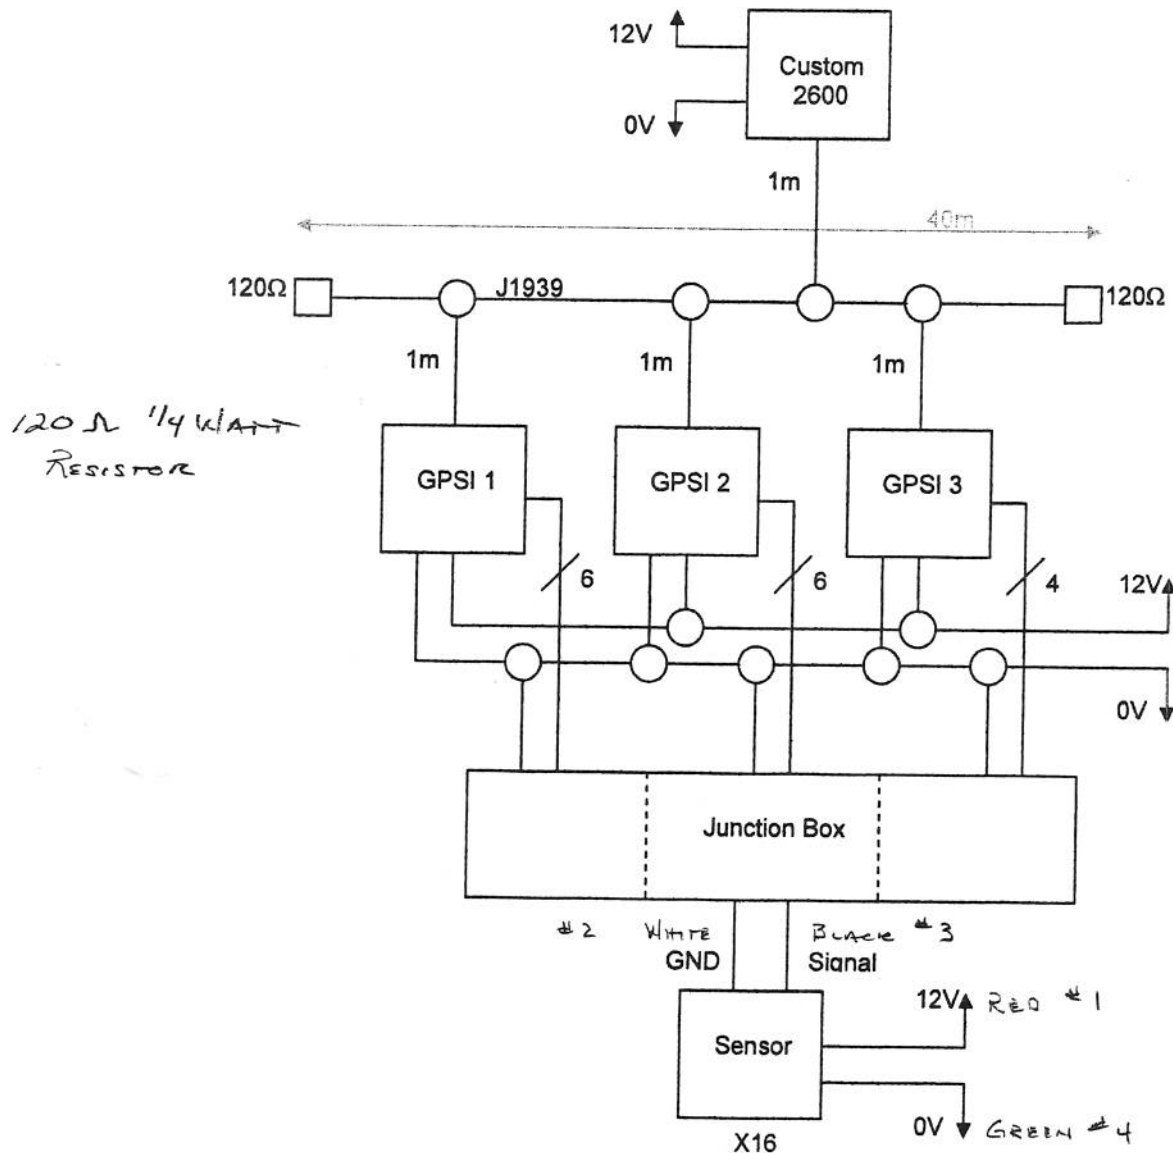 12V
Custom
2600
0V
1m
40m
120Ω
J1939
120Ω
1m
1m
1m
120 Ω 1/4 WATT
RESISTOR
GPSI 1
GPSI 2
GPSI 3
6
6
4
12V
0V
Junction Box
#2 WHITE BLACK #3
GND Signal
12V RED #1
Sensor
0V GREEN #4
X16